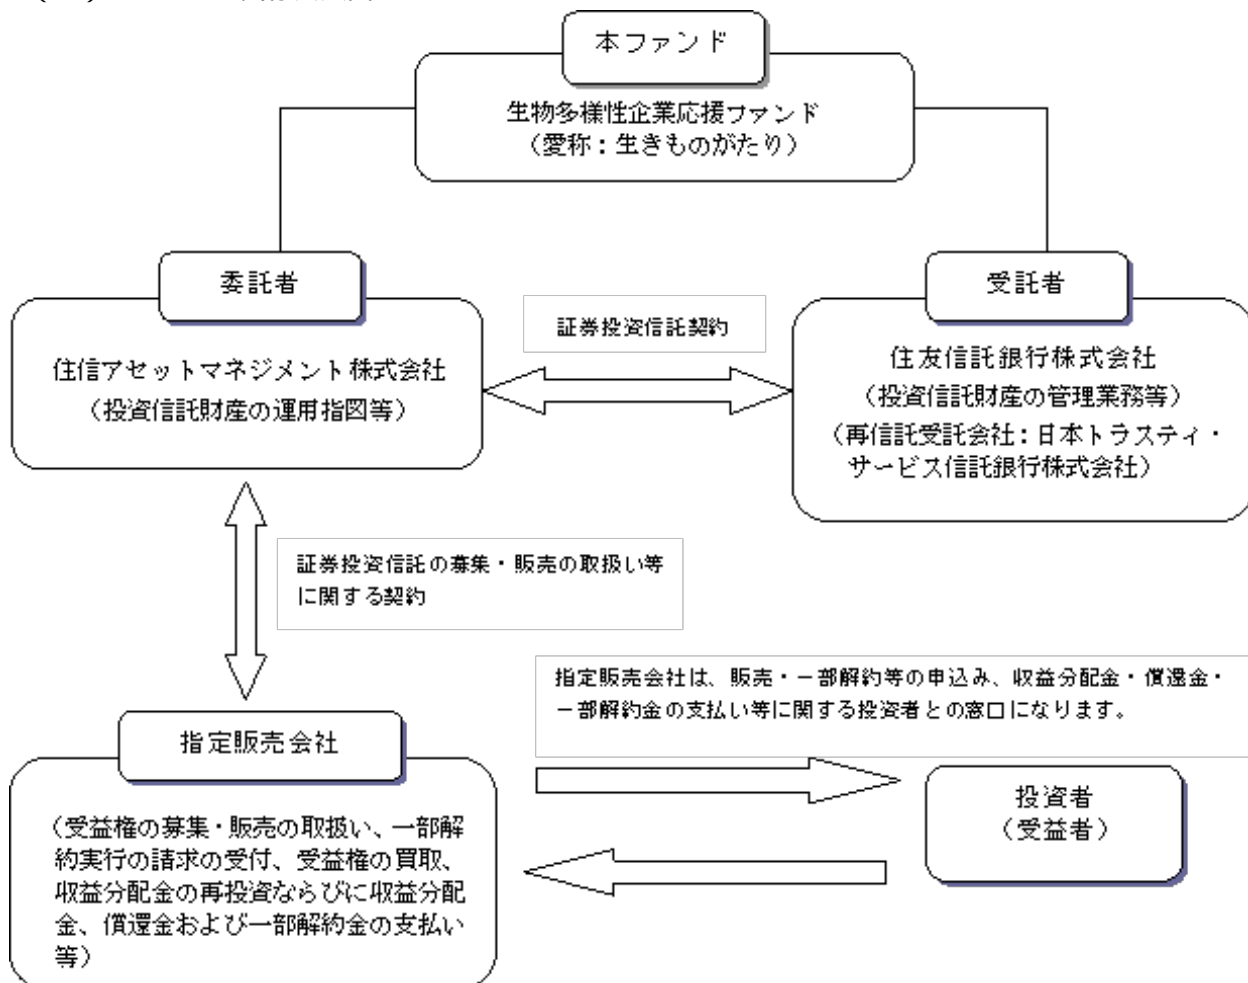 本ファンド
生物多様性企業応援ファンド
（愛称：生きものがたり）
委託者
受託者
証券投資信託契約
住信アセットマネジメント株式会社
（投資信託財産の運用指図等）
住友信託銀行株式会社
（投資信託財産の管理業務等）
（再信託受託会社：日本トラスティ・
サービス信託銀行株式会社）
証券投資信託の募集・販売の取扱い等
に関する契約
指定販売会社は、販売・一部解約等の申込み、収益分配金・償還金・
一部解約金の支払い等に関する投資者との窓口になります。
指定販売会社
（受益権の募集・販売の取扱い、一部解
約実行の請求の受付、受益権の買取、
収益分配金の再投資ならびに収益分配
金、償還金および一部解約金の支払い
等）
投資者
（受益者）